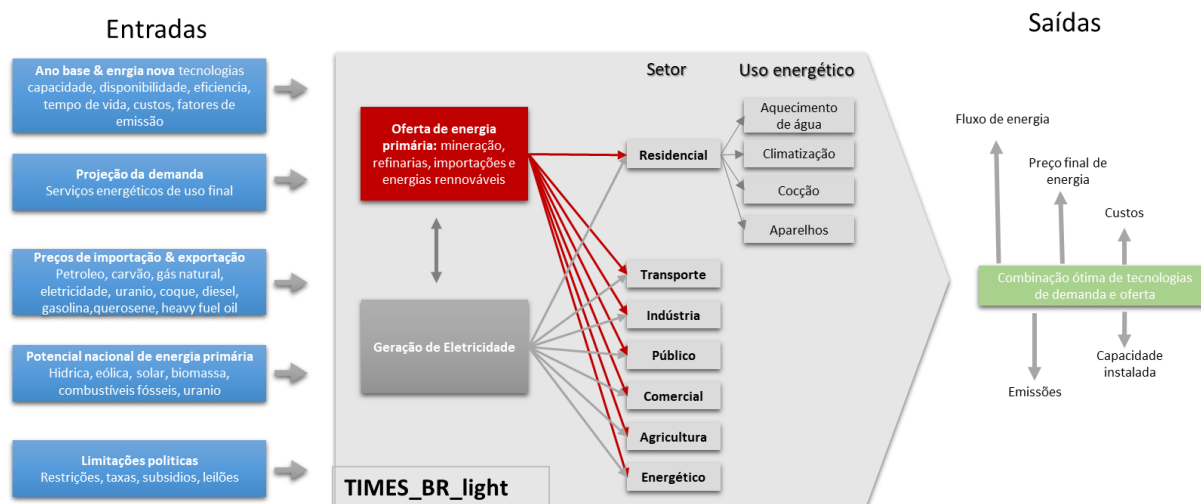 Entradas
Saídas
Ano base & enrgia nova tecnologias
capacidade, disponibilidade, eficiencia,
tempo de vida, custos, fatores de
emissão
Projeção da demanda
Serviços energéticos de uso final
Preços de importação & exportação
Petroleo, carvão, gás natural,
eletricidade, uranio, coque, diesel,
gasolina,querosene, heavy fuel oil
Potencial nacional de energia primária
Hidrica, eólica, solar, biomassa,
combustíveis fósseis, uranio
Limitações politicas
Restrições, taxas, subsidios, leilões
Setor
Uso energético
Oferta de energia
primária: mineração,
refinarias, importações e
energias rennováveis
Geração de Eletricidade
Residencial
Transporte
Indústria
Público
Comercial
Agricultura
Energético
Aquecimento
de água
Climatização
Cocção
Aparelhos
TIMES_BR_light
Fluxo de energia
Preço final de
energia
Custos
Combinação ótima de tecnologias
de demanda e oferta
Emissões
Capacidade
instalada